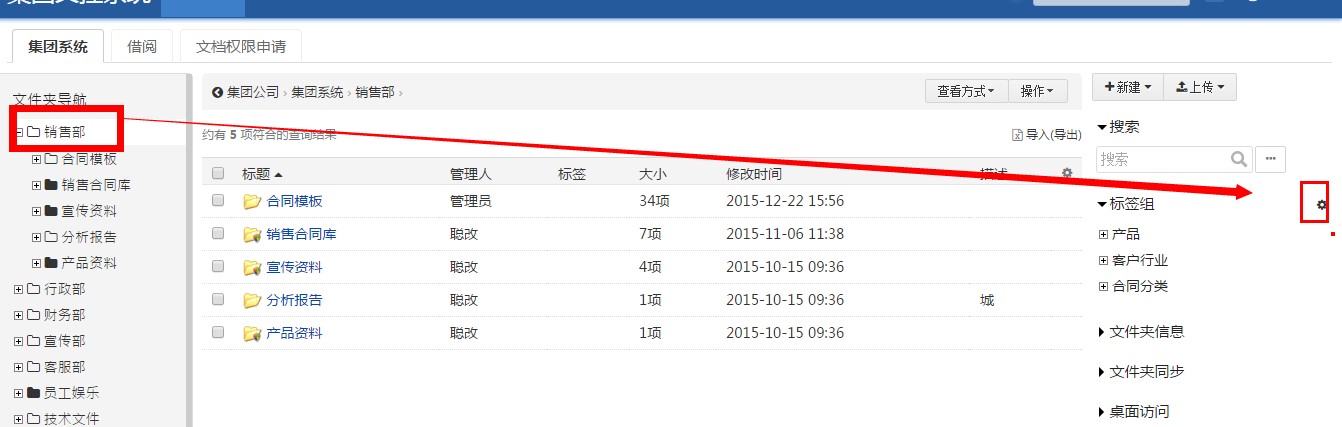 集团文控系统
集团系统 借阅 文档权限申请
文件夹导航
销售部
合同模板
销售合同库
宣传资料
分析报告
产品资料
行政部
财务部
宣传部
客服部
员工娱乐
技术文件
集团公司 › 集团系统 › 销售部 ›
查看方式 操作
约有 5 项符合的查询结果
导入(导出)
标题 管理人 标签 大小 修改时间 描述
合同模板 管理员 34项 2015-12-22 15:56
销售合同库 聪改 7项 2015-11-06 11:38
宣传资料 聪改 4项 2015-10-15 09:36
分析报告 聪改 1项 2015-10-15 09:36 城
产品资料 聪改 1项 2015-10-15 09:36
新建 上传
搜索
搜索 ...
标签组
产品
客户行业
合同分类
文件夹信息
文件夹同步
桌面访问